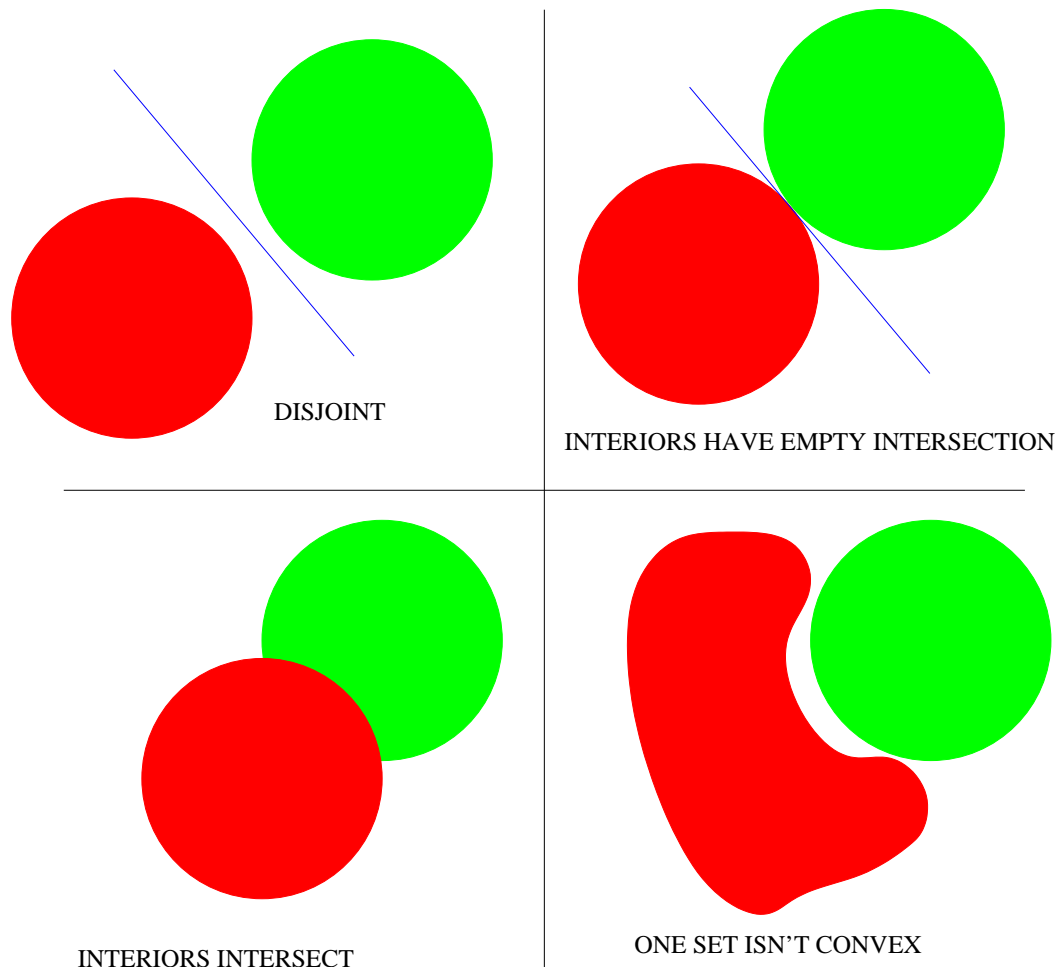 DISJOINT
INTERIORS HAVE EMPTY INTERSECTION
INTERIORS INTERSECT
ONE SET ISN'T CONVEX